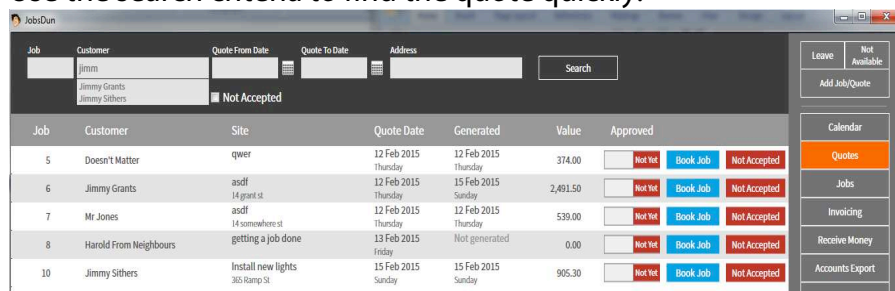 JobsDun
Job Customer Quote From Date Quote To Date Address
jimm
Search
Jimmy Grants
Jimmy Sithers
Not Accepted
Leave Not Available
Add Job/Quote
Job Customer Site Quote Date Generated Value Approved
5 Doesn't Matter qwer 12 Feb 2015 12 Feb 2015 374.00 Not Yet Book Job Not Accepted
Thursday Thursday
6 Jimmy Grants asdf 12 Feb 2015 15 Feb 2015 2,491.50 Not Yet Book Job Not Accepted
14 grant st Thursday Sunday
7 Mr Jones asdf 12 Feb 2015 12 Feb 2015 539.00 Not Yet Book Job Not Accepted
14 somewhere st Thursday Thursday
8 Harold From Neighbours getting a job done 13 Feb 2015 Not generated 0.00 Not Yet Book Job Not Accepted
Friday
10 Jimmy Sithers Install new lights 15 Feb 2015 15 Feb 2015 905.30 Not Yet Book Job Not Accepted
365 Ramp St Sunday Sunday
Calendar
Quotes
Jobs
Invoicing
Receive Money
Accounts Export